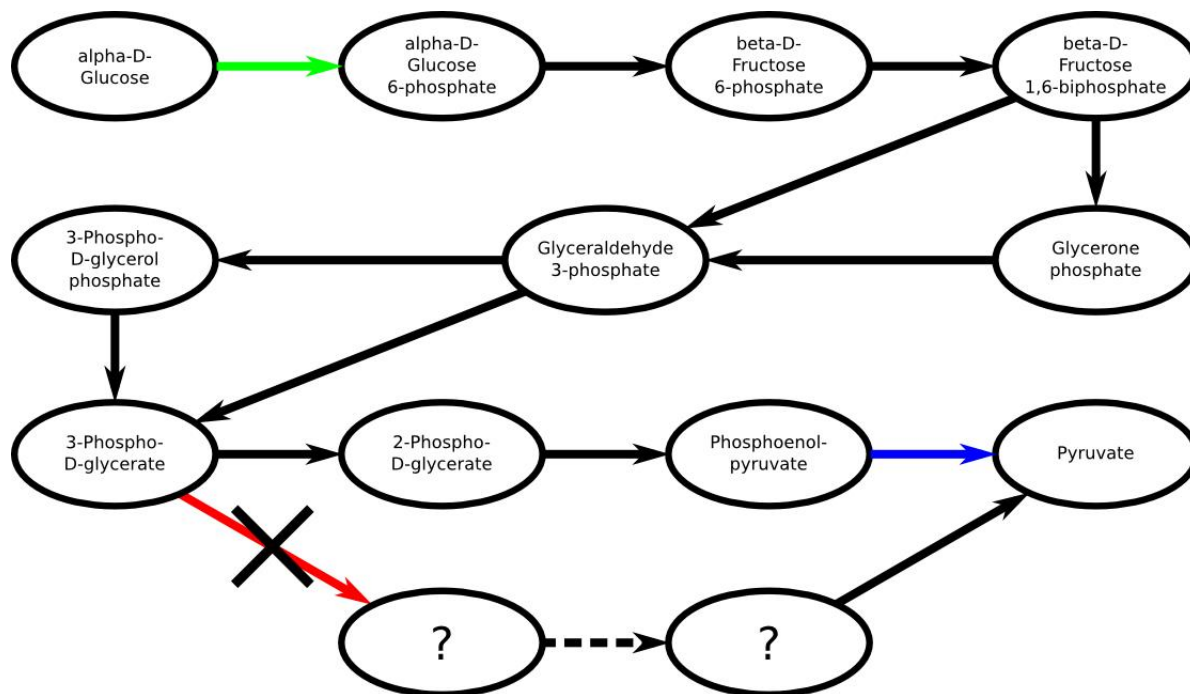 alpha-D-
Glucose
alpha-D-
Glucose
6-phosphate
beta-D-
Fructose
6-phosphate
beta-D-
Fructose
1,6-biphosphate
3-Phospho-
D-glycerol
phosphate
Glyceraldehyde
3-phosphate
Glycerone
phosphate
3-Phospho-
D-glycerate
2-Phospho-
D-glycerate
Phosphoenol-
pyruvate
Pyruvate
?
?